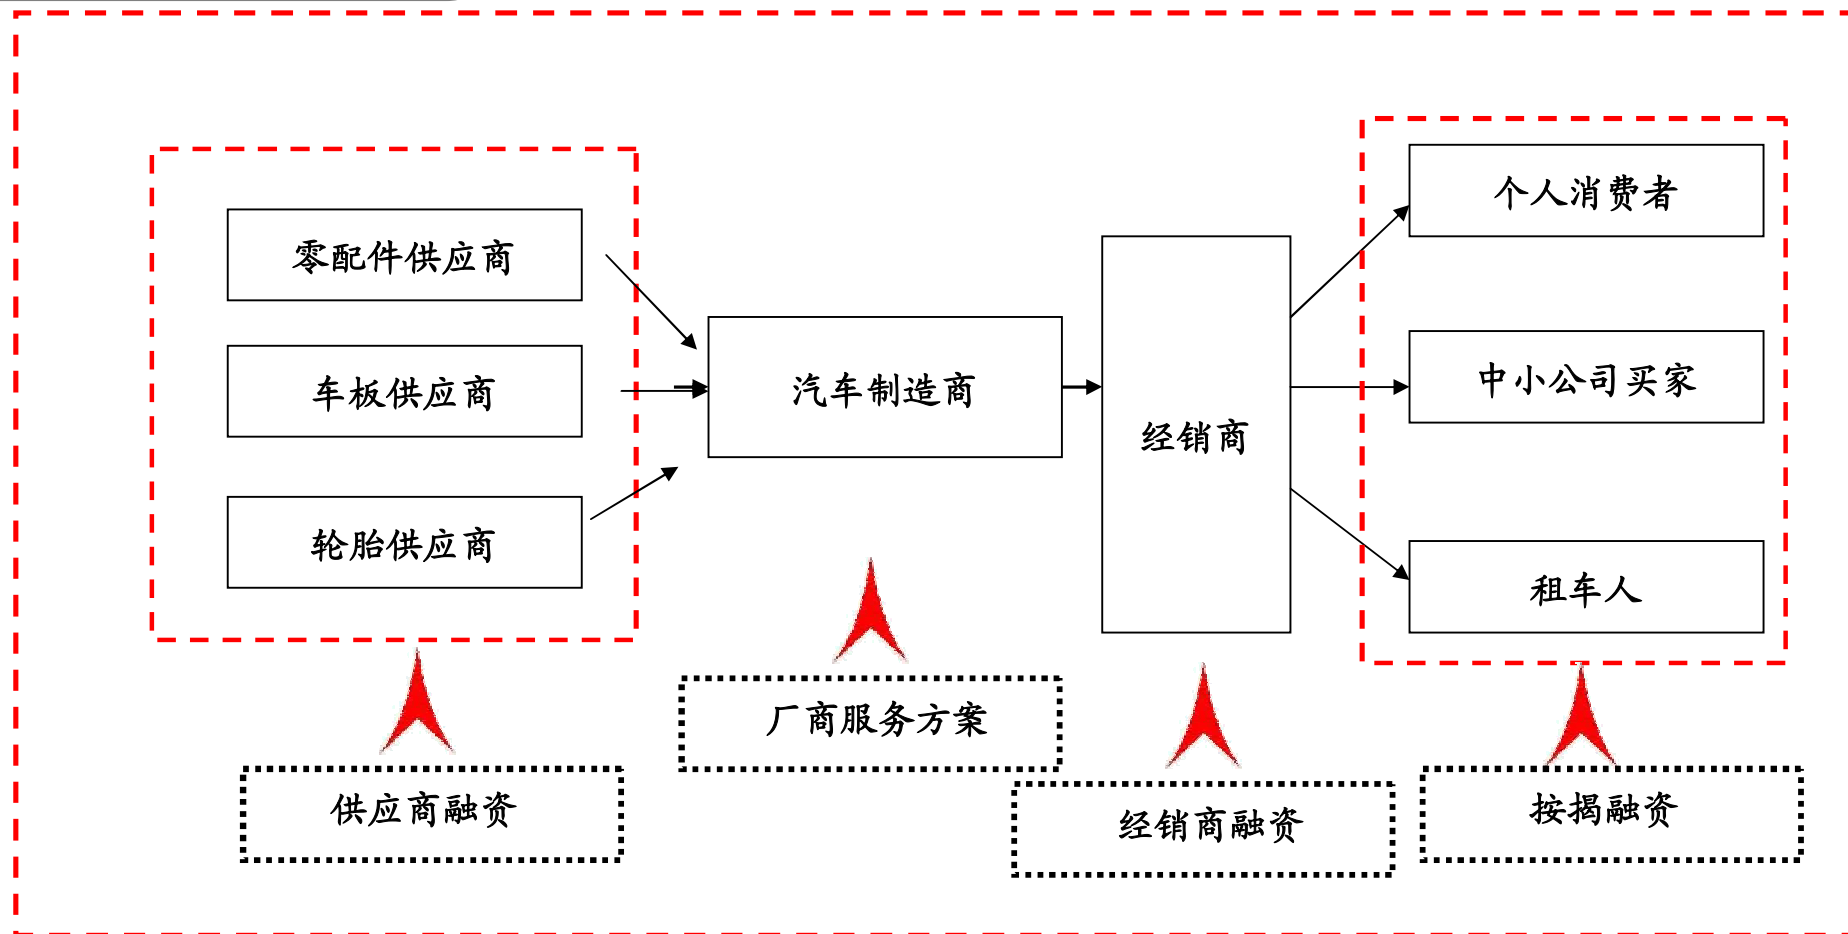 个人消费者
零配件供应商
车板供应商
汽车制造商
中小公司买家
经销商
轮胎供应商
租车人
厂商服务方案
供应商融资
经销商融资
按揭融资